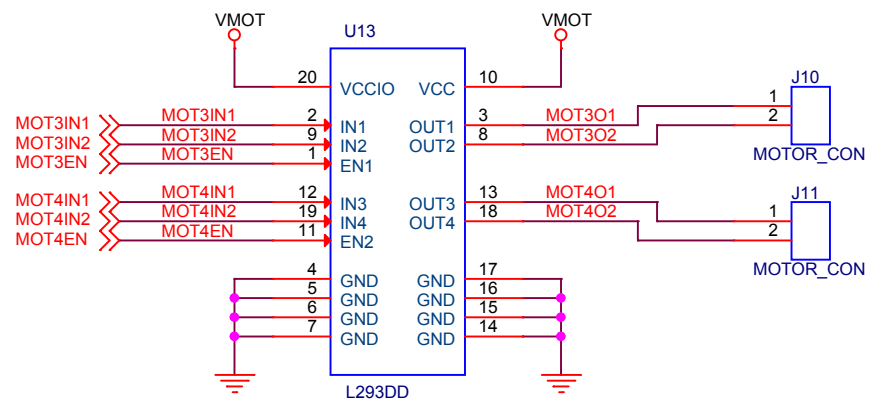 VMOT U13 VMOT
20 VCCIO VCC 10 J10
MOT3IN1 MOT3IN1 2 IN1 OUT1 3 MOT3O1 1
MOT3IN2 MOT3IN2 9 IN2 OUT2 8 MOT3O2 2
MOT3EN MOT3EN 1 EN1 MOTOR_CON
MOT4IN1 MOT4IN1 12 IN3 OUT3 13 MOT4O1 J11
MOT4IN2 MOT4IN2 19 IN4 OUT4 18 MOT4O2 1
MOT4EN MOT4EN 11 EN2 2
MOTOR_CON
4 GND GND 17
5 GND GND 16
6 GND GND 15
7 GND GND 14
L293DD